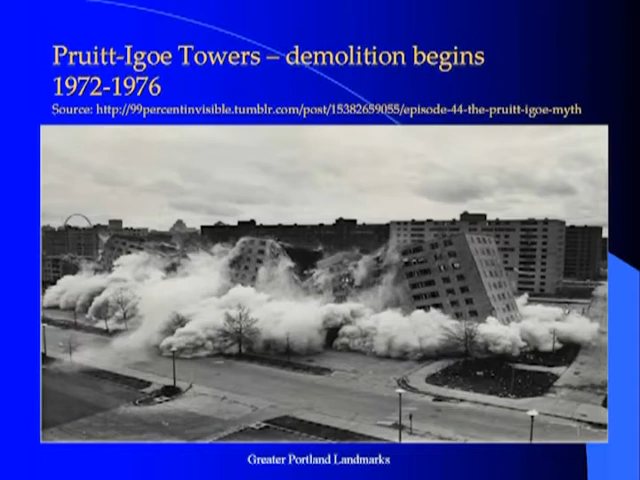 Pruitt-Igoe Towers – demolition begins
1972-1976
Source: http://99percentinvisible.tumblr.com/post/15382659055/episode-44-the-pruitt-igoe-myth
Greater Portland Landmarks